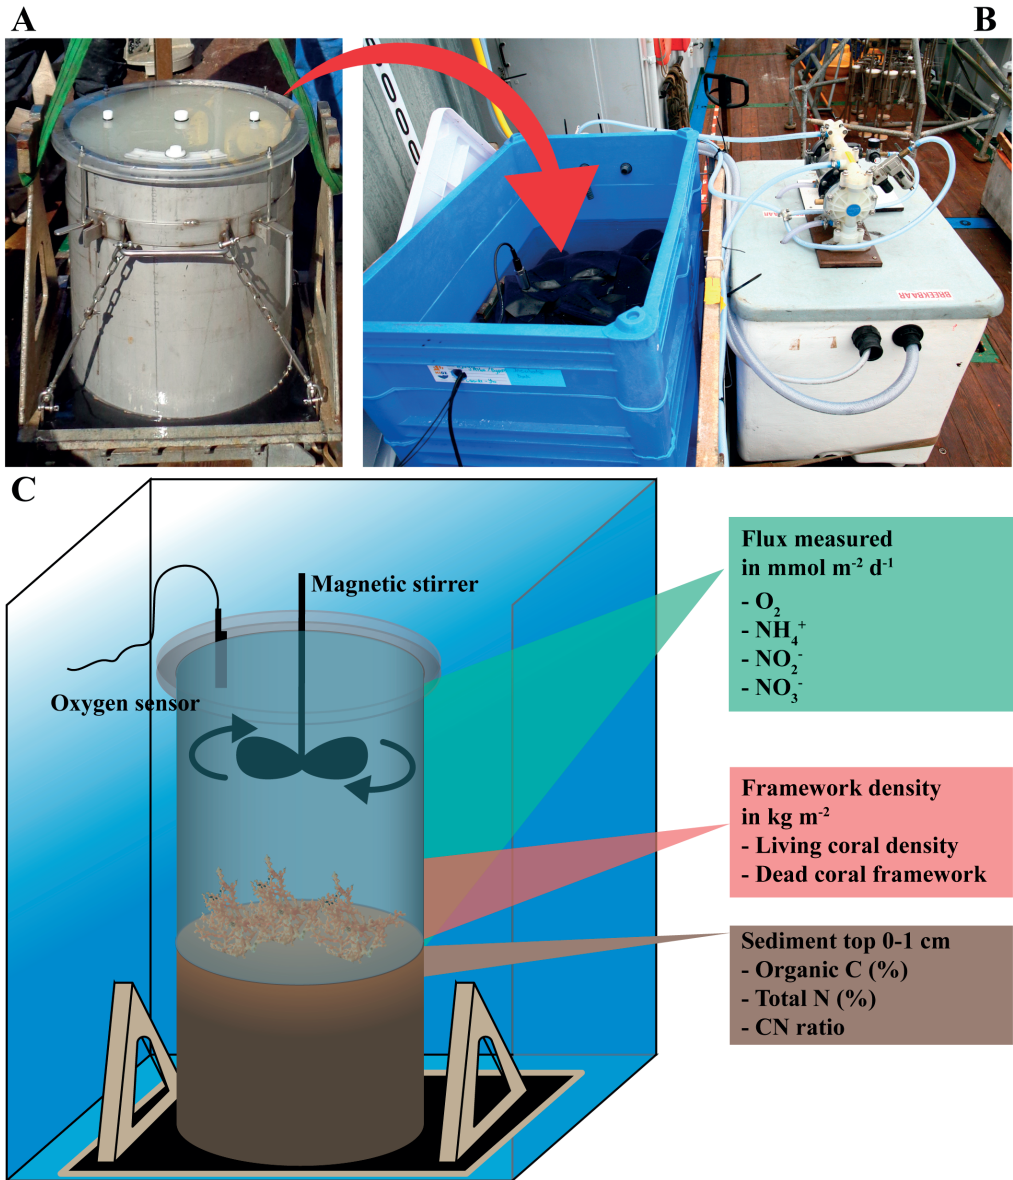 A
B
BREEKBAAR
C
Magnetic stirrer
Oxygen sensor
Flux measured
in mmol m⁻² d⁻¹
- O₂
- NH₄⁺
- NO₂⁻
- NO₃⁻
Framework density
in kg m⁻²
- Living coral density
- Dead coral framework
Sediment top 0-1 cm
- Organic C (%)
- Total N (%)
- CN ratio